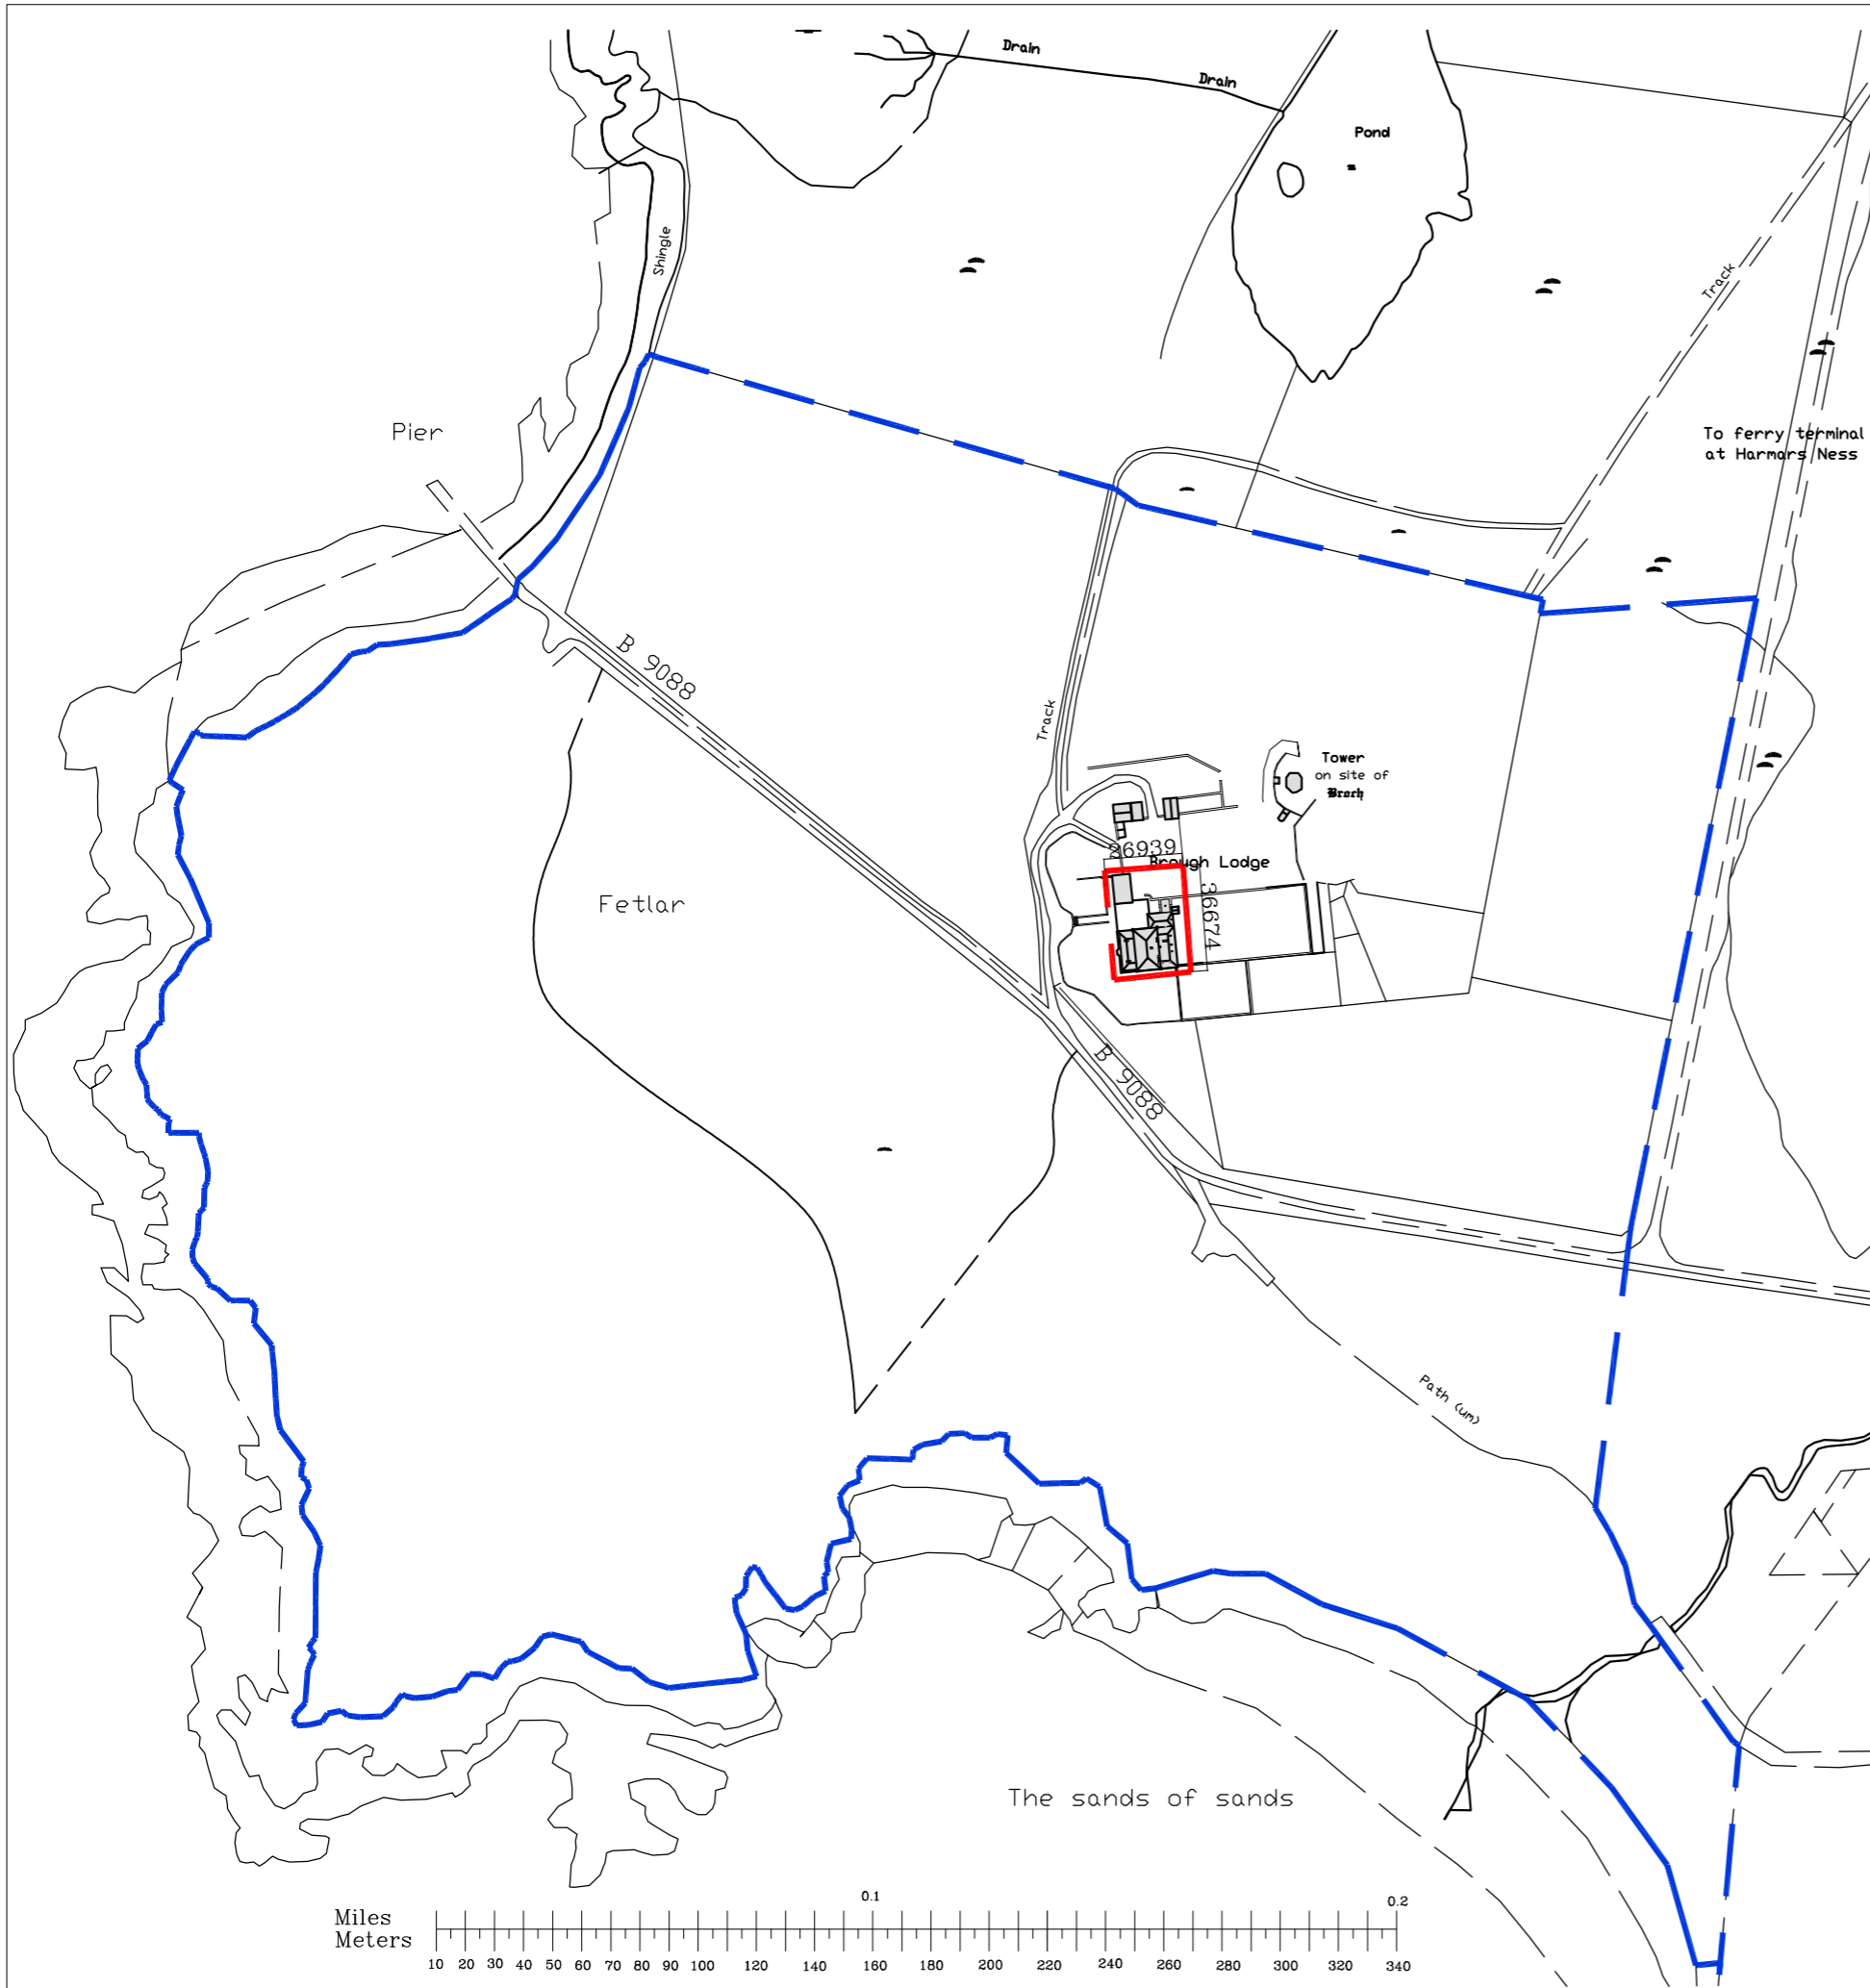 Drain
Drain
Pond
Shingle
Track
Pier
To ferry terminal
at Harmars Ness
B 9088
Track
Tower
on site of
Broch
26939
Brough Lodge
36674
Fetlar
B 9088
Path (um)
The sands of sands
0.1
0.2
Miles
Meters
10 20 30 40 50 60 70 80 90 100 120 140 160 180 200 220 240 260 280 300 320 340